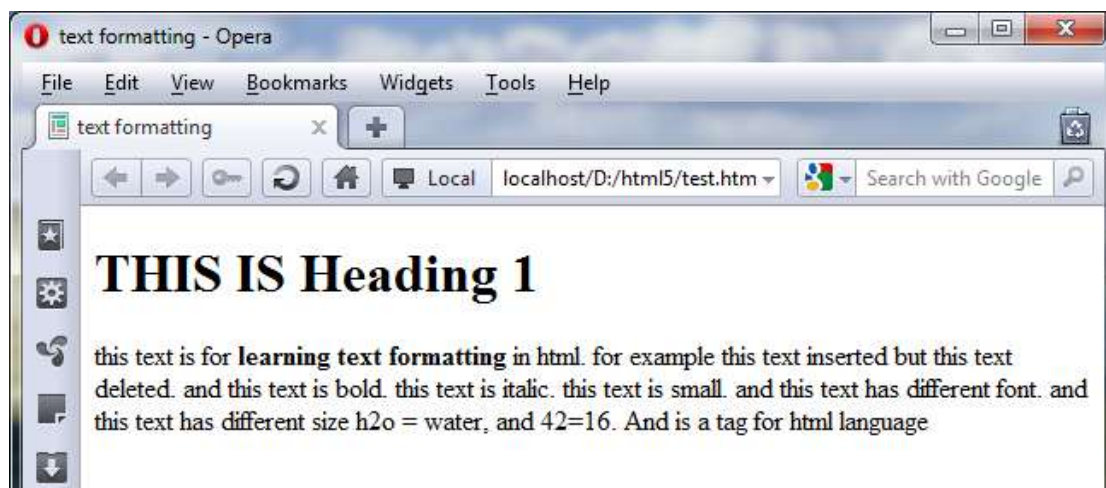 text formatting - Opera
File Edit View Bookmarks Widgets Tools Help
text formatting
Local localhost/D:/html5/test.htm Search with Google
THIS IS Heading 1
this text is for learning text formatting in html. for example this text inserted but this text
deleted. and this text is bold. this text is italic. this text is small. and this text has different font. and
this text has different size h2o = water, and 42=16. And is a tag for html language